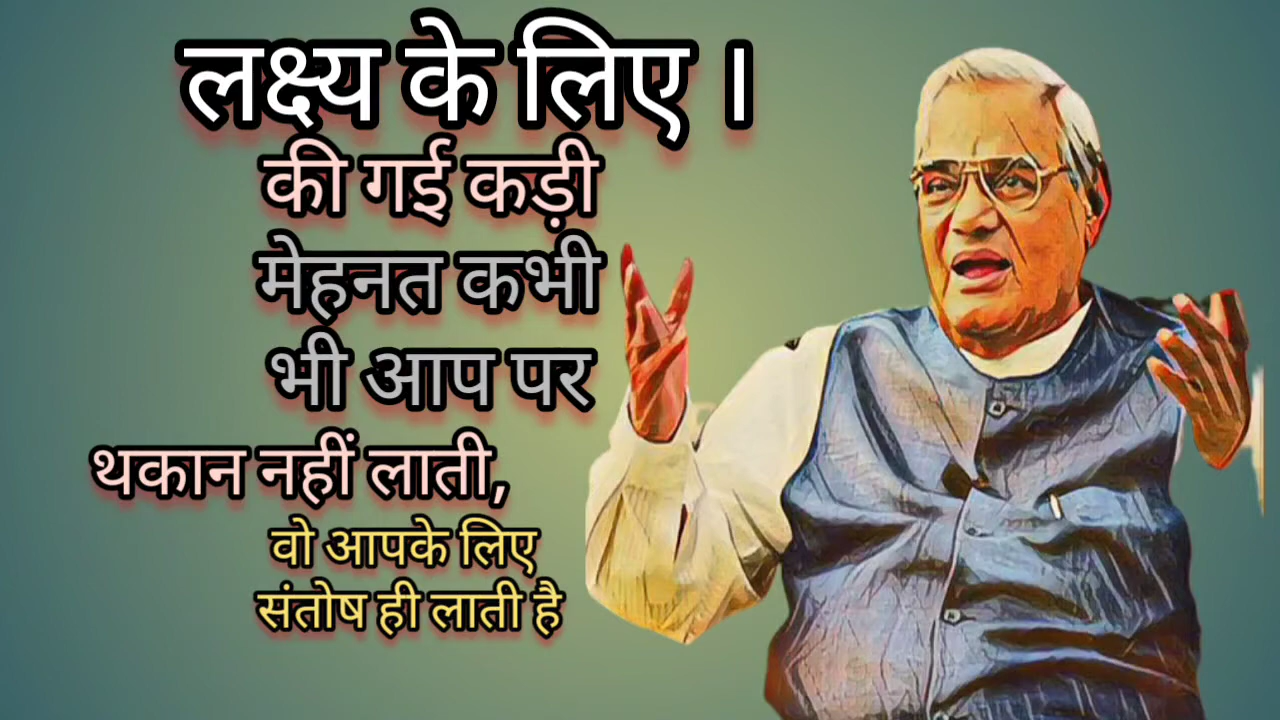 लक्ष्य के लिए ।
की गई कड़ी
मेहनत कभी
भी आप पर
थकान नहीं लाती,
वो आपके लिए
संतोष ही लाती है